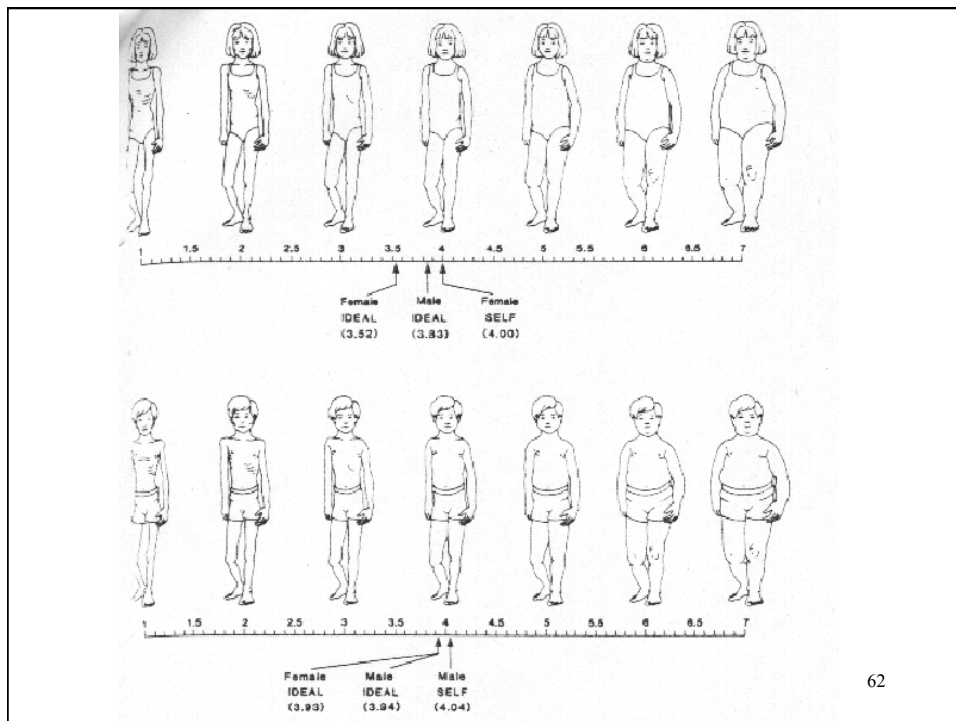 1 1.5 2 2.5 3 3.5 4 4.5 5 5.5 6 6.5 7
Female Male Female
IDEAL IDEAL SELF
(3.52) (3.83) (4.00)
1 1.5 2 2.5 3 3.5 4 4.5 5 5.5 6 6.5 7
Female Male Male
IDEAL IDEAL SELF
(3.93) (3.94) (4.04)
62